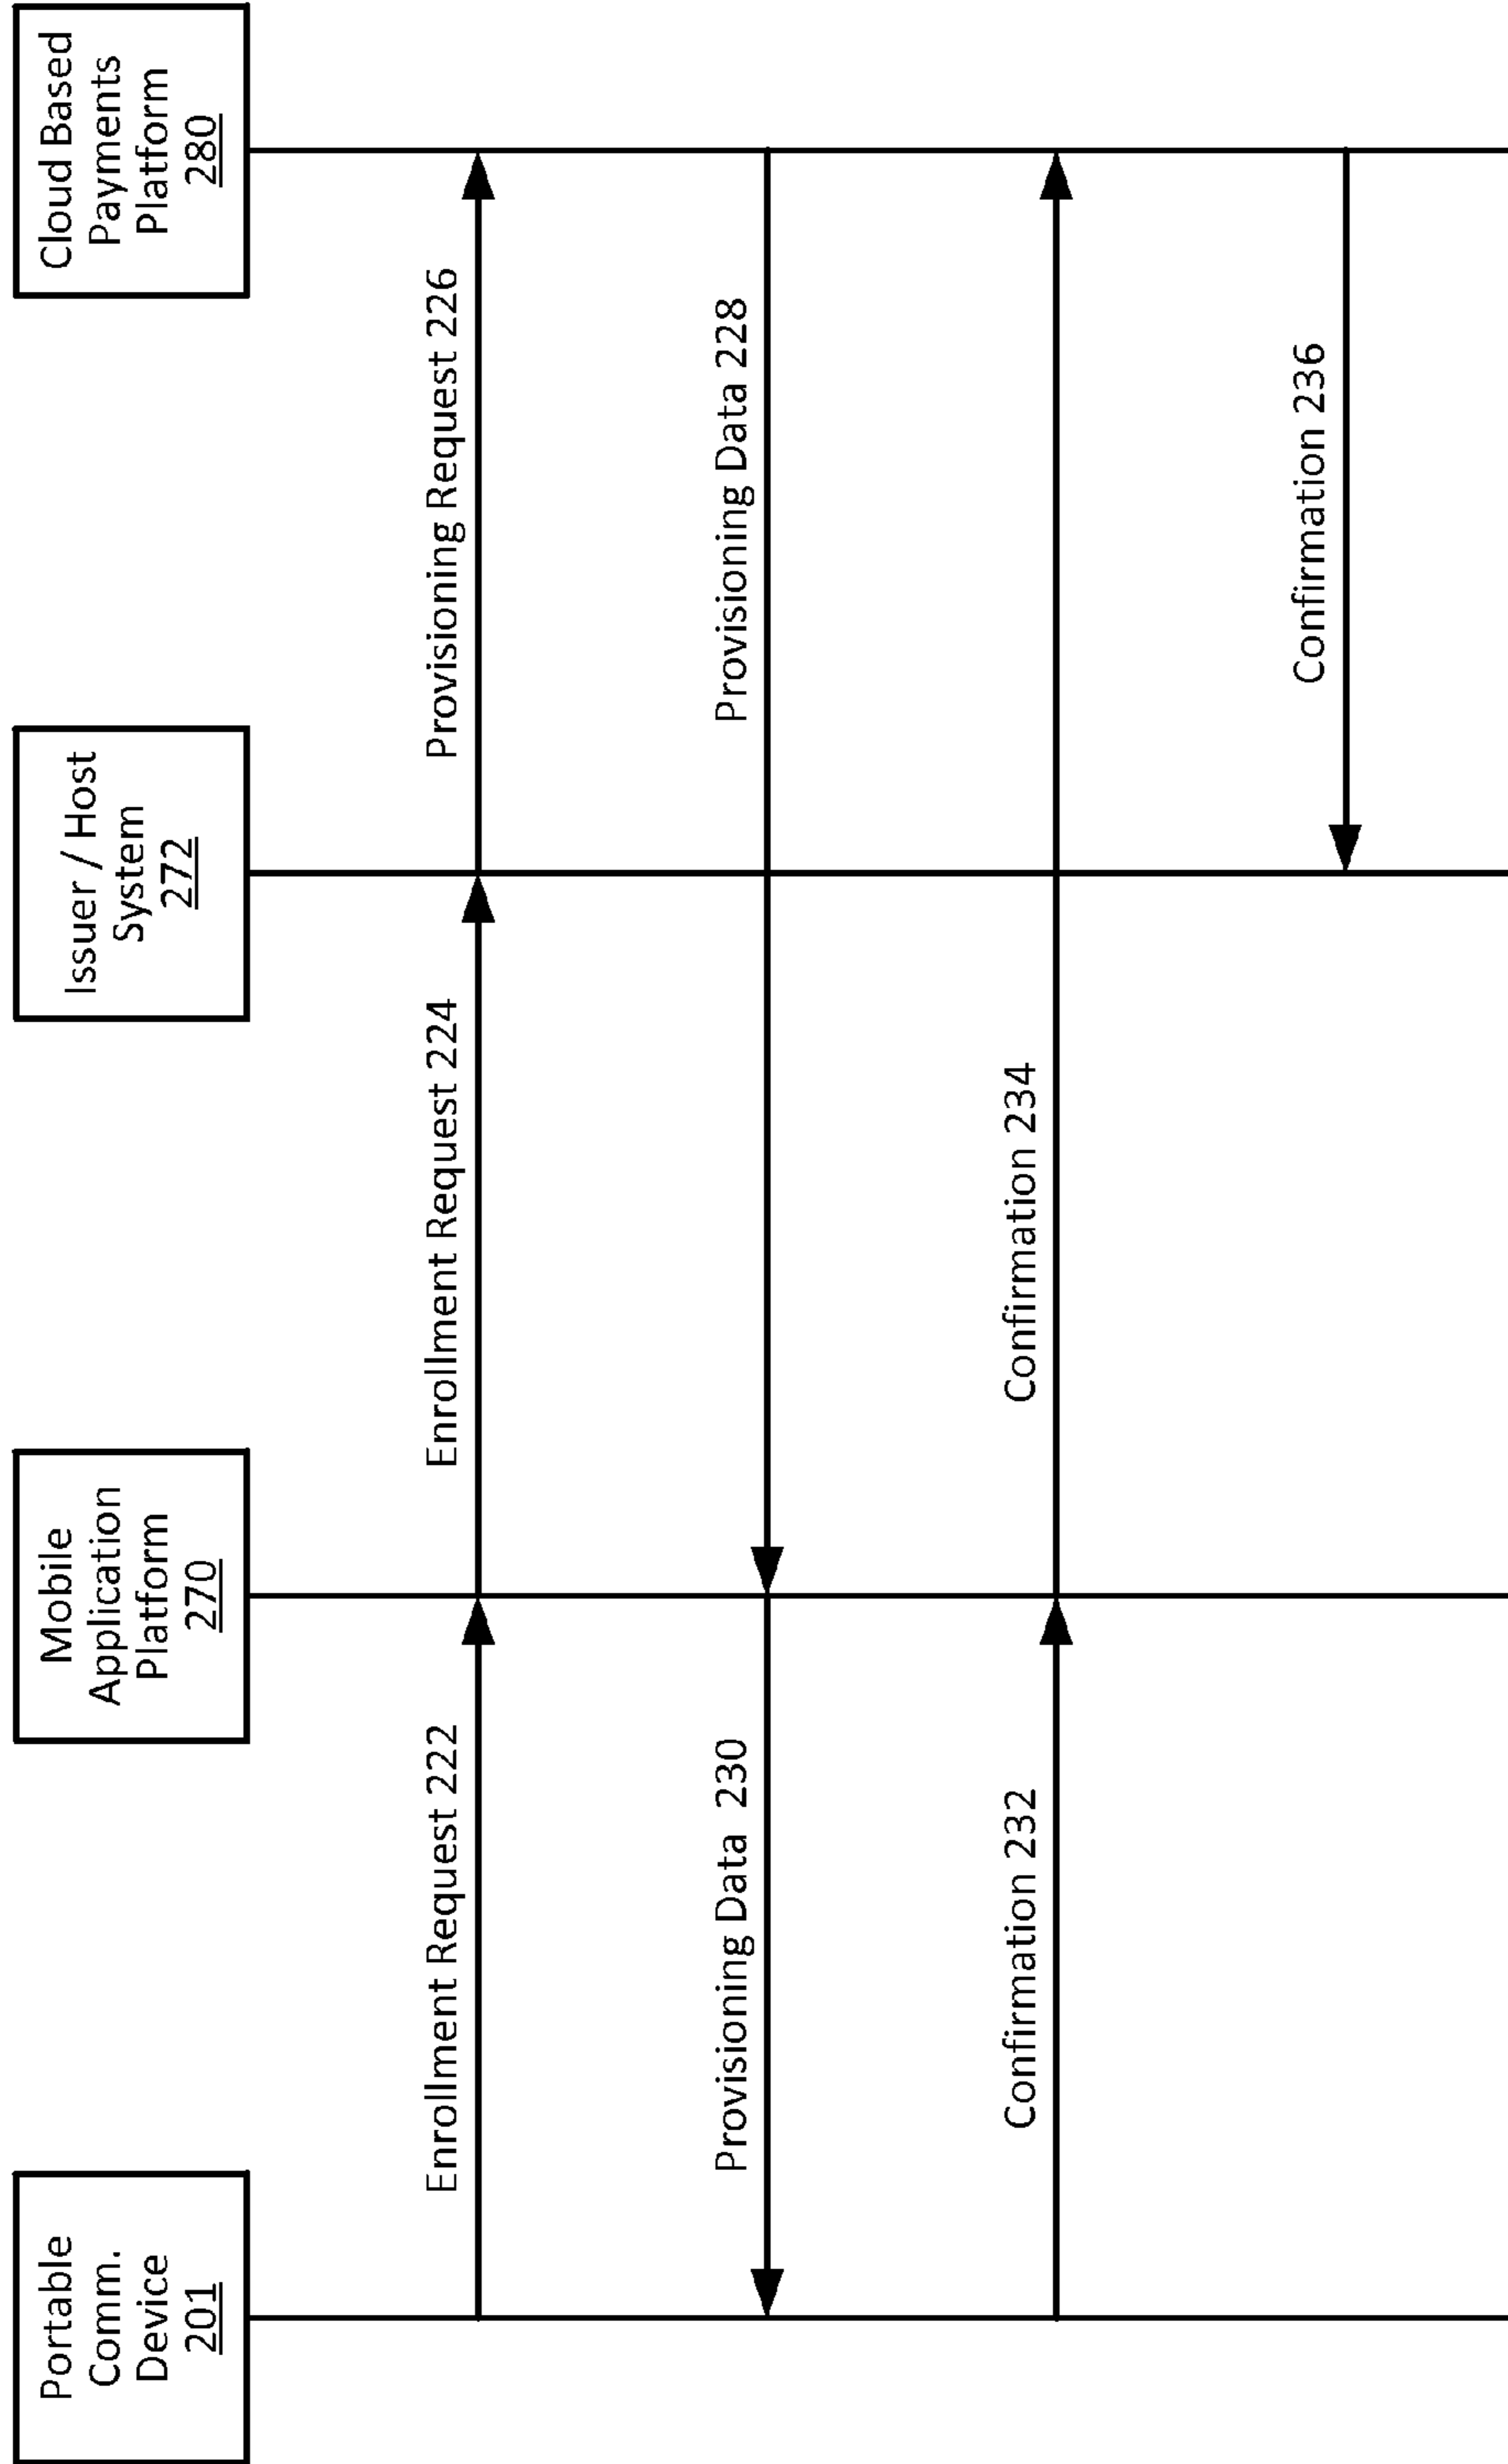 Portable
Comm.
Device
201
Mobile
Application
Platform
270
Issuer / Host
System
272
Cloud Based
Payments
Platform
280
Enrollment Request 222
Enrollment Request 224
Provisioning Request 226
Provisioning Data 230
Provisioning Data 228
Confirmation 232
Confirmation 234
Confirmation 236